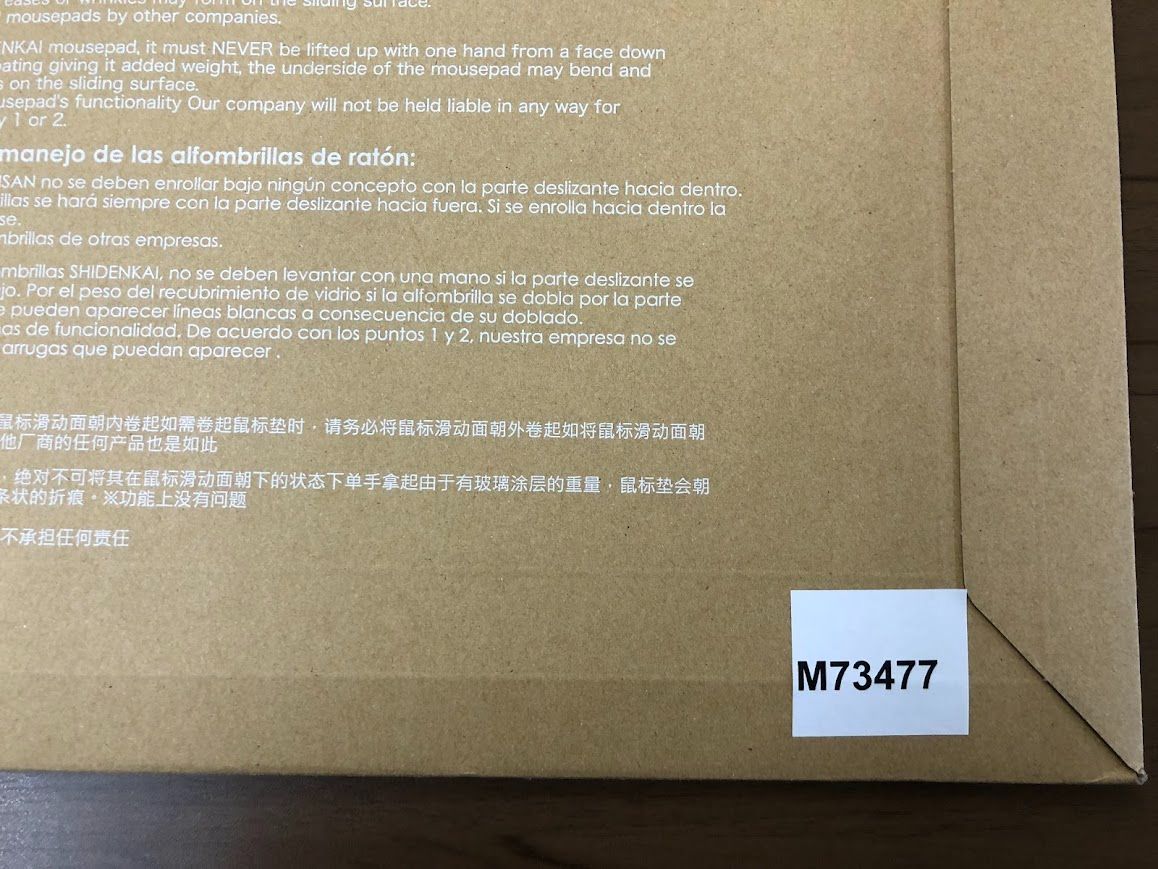 or wrinkles may form on the sliding surface.
mousepads by other companies.
ENKAI mousepad, it must NEVER be lifted up with one hand from a face down
ating giving it added weight, the underside of the mousepad may bend and
s on the sliding surface.
usepad's functionality Our company will not be held liable in any way for
y 1 or 2.
manejo de las alfombrillas de ratón:
ISAN no se deben enrollar bajo ningún concepto con la parte deslizante hacia dentro.
illas se hará siempre con la parte deslizante hacia fuera. Si se enrolla hacia dentro la
se.
mbrillas de otras empresas.
ombrillas SHIDENKAI, no se deben levantar con una mano si la parte deslizante se
jo. Por el peso del recubrimiento de vidrio si la alfombrilla se dobla por la parte
e pueden aparecer líneas blancas a consecuencia de su doblado.
as de funcionalidad. De acuerdo con los puntos 1 y 2, nuestra empresa no se
arrugas que puedan aparecer .
鼠标滑动面朝内卷起如需卷起鼠标垫时，请务必将鼠标滑动面朝外卷起如将鼠标滑动面朝
他厂商的任何产品也是如此
，绝对不可将其在鼠标滑动面朝下的状态下单手拿起由于有玻璃涂层的重量，鼠标垫会朝
条状的折痕。※功能上没有问题
不承担任何责任
M73477